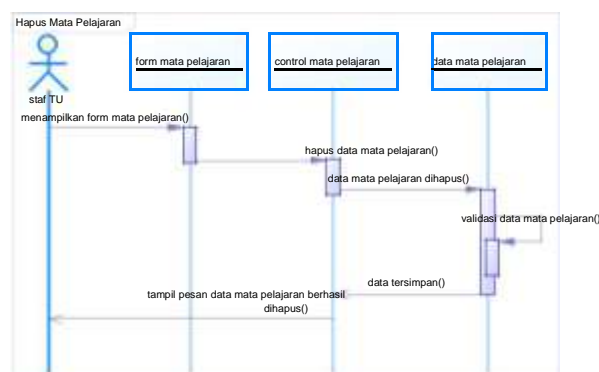 Hapus Mata Pelajaran
form mata pelajaran
control mata pelajaran
data mata pelajaran
staf TU
menampilkan form mata pelajaran()
hapus data mata pelajaran()
data mata pelajaran dihapus()
validasi data mata pelajaran()
data tersimpan()
tampil pesan data mata pelajaran berhasil
dihapus()